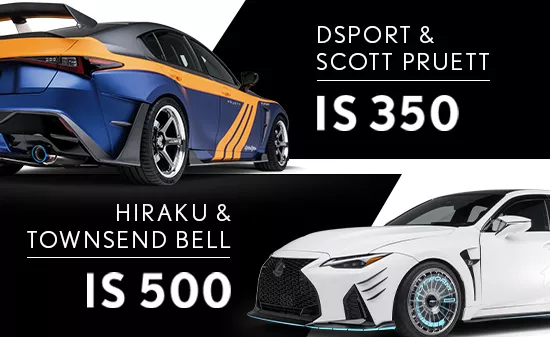 DSPORT &
SCOTT PRUETT
IS 350
HIRAKU &
TOWNSEND BELL
IS 500